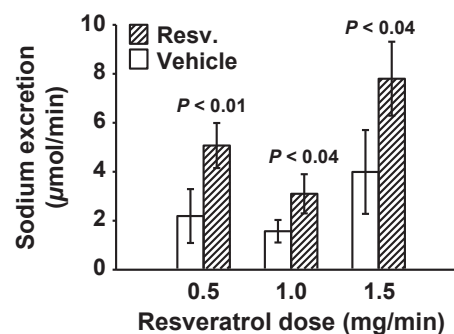 Resv.
Vehicle
P < 0.01
P < 0.04
P < 0.04
Sodium excretion
(µmol/min)
10
8
6
4
2
0
0.5
1.0
1.5
Resveratrol dose (mg/min)